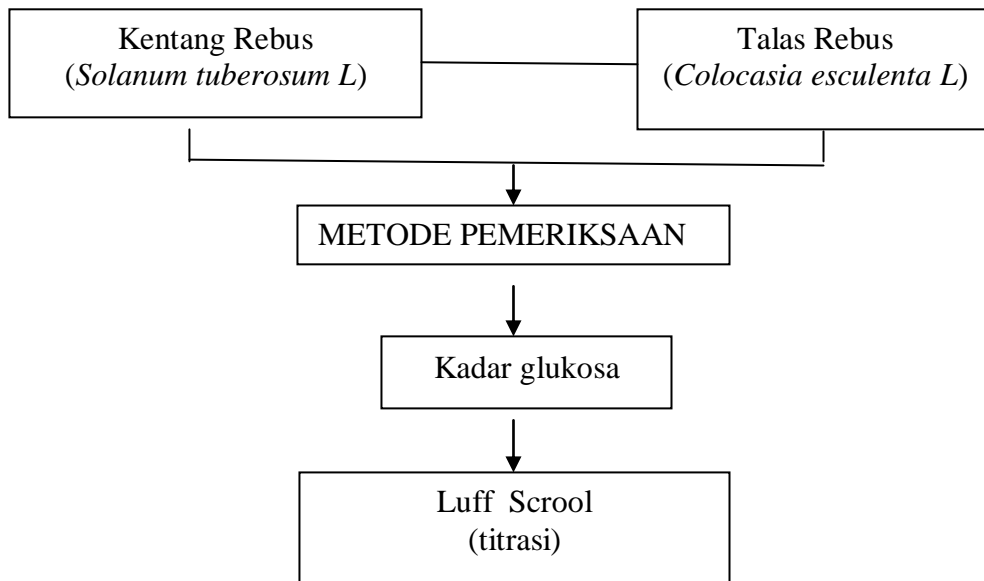 Kentang Rebus
(Solanum tuberosum L)
Talas Rebus
(Colocasia esculenta L)
METODE PEMERIKSAAN
Kadar glukosa
Luff Scrool
(titrasi)